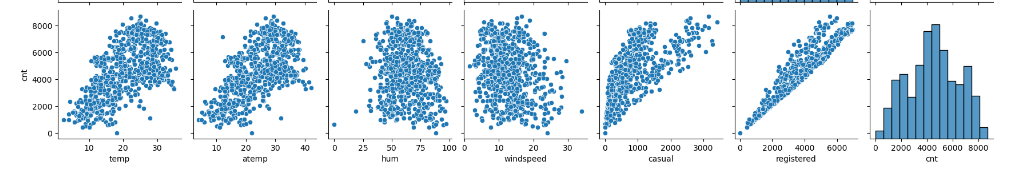 8000
6000
4000
2000
0
cnt
10 20 30
10 20 30 40
0 25 50 75 100
0 10 20 30
0 1000 2000 3000
0 2000 4000 6000
0 2000 4000 6000 8000
temp atemp hum windspeed casual registered cnt